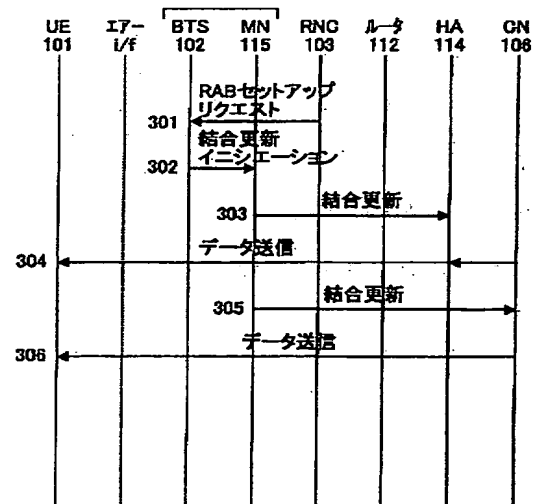 UE エアー BTS MN RNC ルータ HA CN
101 i/f 102 115 103 112 114 106
RABセットアップ
リクエスト
301
結合更新
イニシエーション
302
結合更新
303
データ送信
304
結合更新
305
データ送信
306